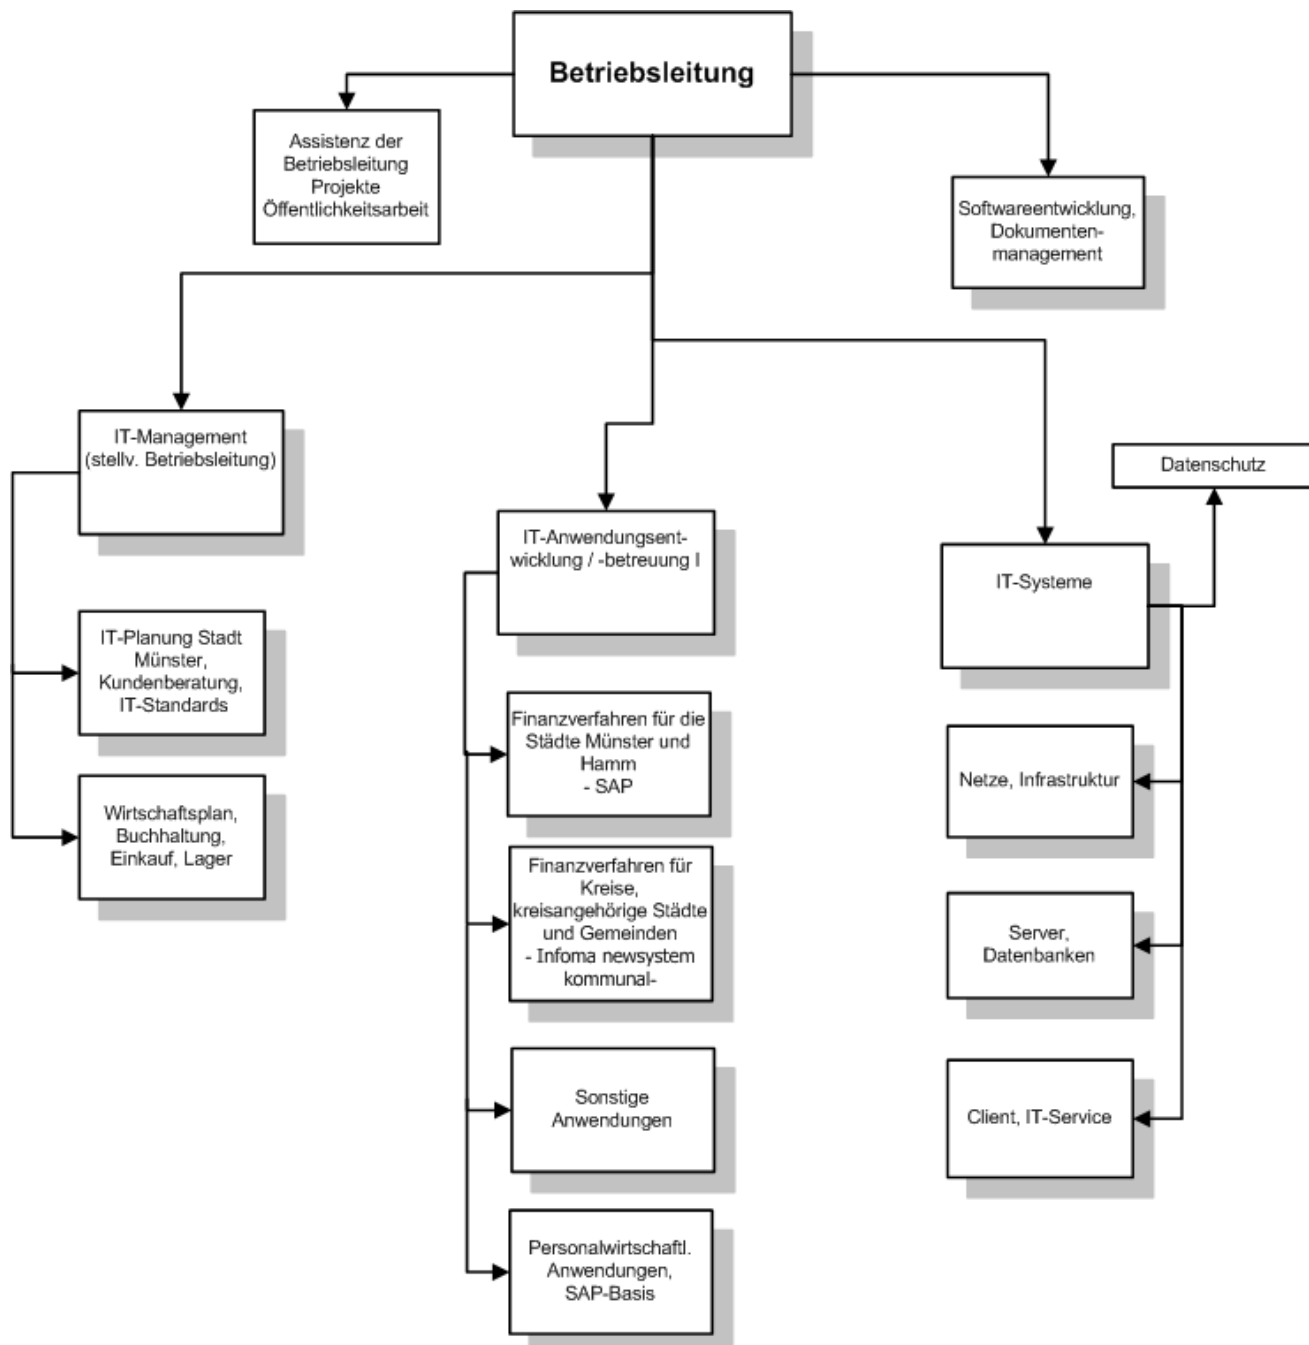 Betriebsleitung
Assistenz der
Betriebsleitung
Projekte
Öffentlichkeitsarbeit
Softwareentwicklung,
Dokumenten-
management
IT-Management
(stellv. Betriebsleitung)
IT-Planung Stadt
Münster,
Kundenberatung,
IT-Standards
Wirtschaftsplan,
Buchhaltung,
Einkauf, Lager
IT-Anwendungsent-
wicklung / -betreuung I
Finanzverfahren für die
Städte Münster und
Hamm
- SAP
Finanzverfahren für
Kreise,
kreisangehörige Städte
und Gemeinden
- Infoma newsystem
kommunal-
Sonstige
Anwendungen
Personalwirtschaftl.
Anwendungen,
SAP-Basis
Datenschutz
IT-Systeme
Netze, Infrastruktur
Server,
Datenbanken
Client, IT-Service